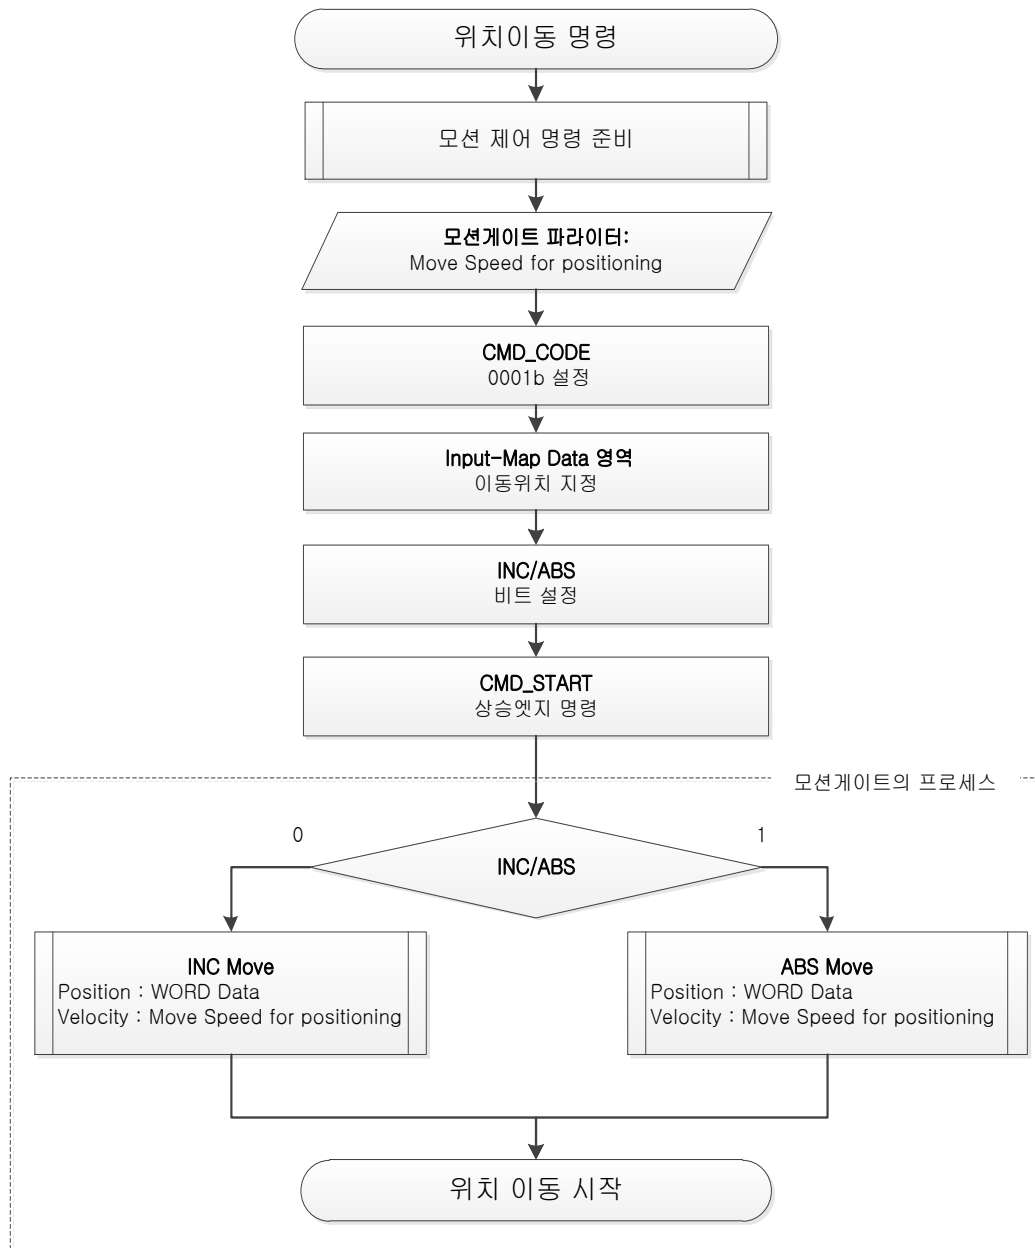 위치이동 명령
모션 제어 명령 준비
모션게이트 파라이터:
Move Speed for positioning
CMD_CODE
0001b 설정
Input-Map Data 영역
이동위치 지정
INC/ABS
비트 설정
CMD_START
상승엣지 명령
모션게이트의 프로세스
0
1
INC/ABS
INC Move
Position : WORD Data
Velocity : Move Speed for positioning
ABS Move
Position : WORD Data
Velocity : Move Speed for positioning
위치 이동 시작